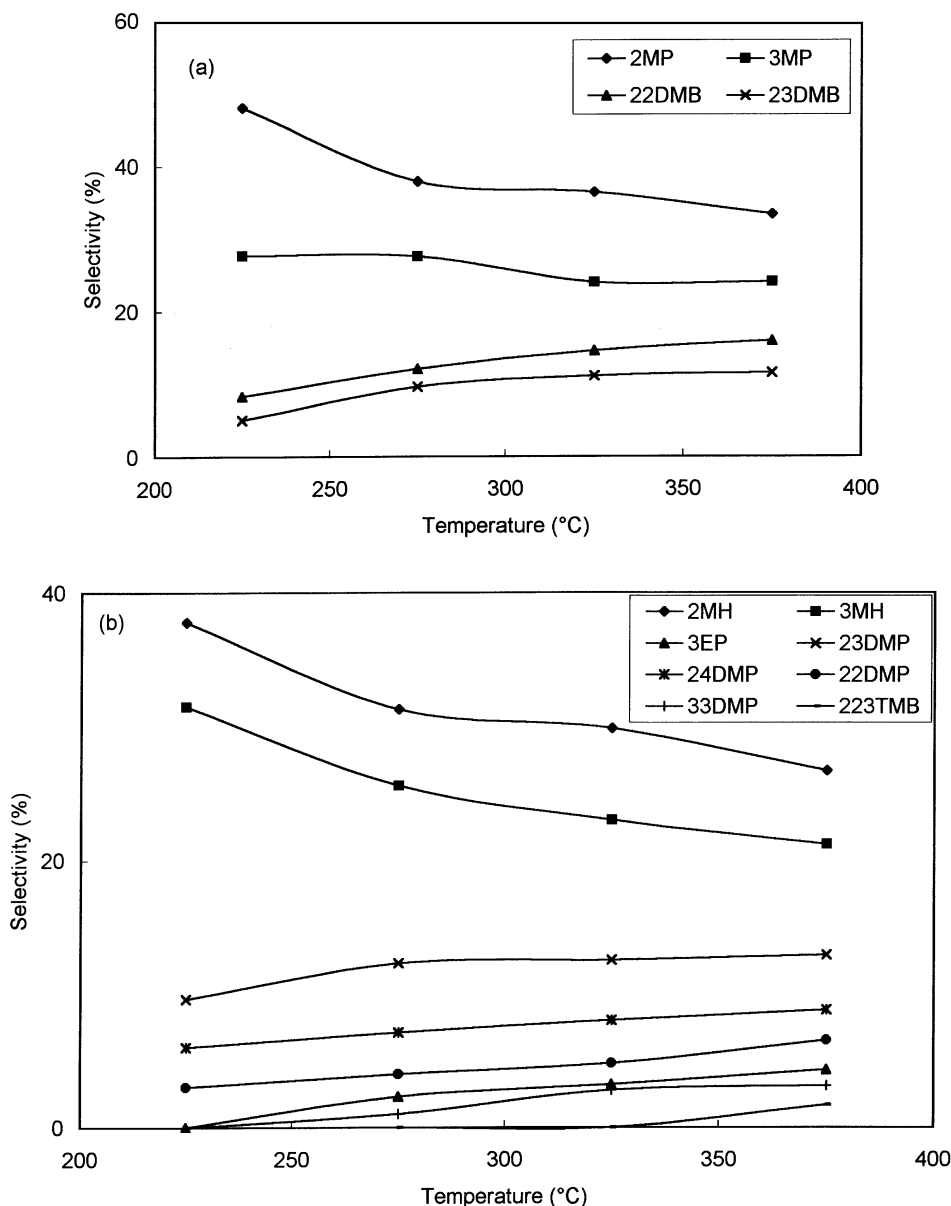 60
(a)
2MP 3MP
22DMB 23DMB
40
Selectivity (%)
20
0
200 250 300 350 400
Temperature (°C)
40
(b)
2MH 3MH
3EP 23DMP
24DMP 22DMP
33DMP 223TMB
20
Selectivity (%)
0
200 250 300 350 400
Temperature (°C)